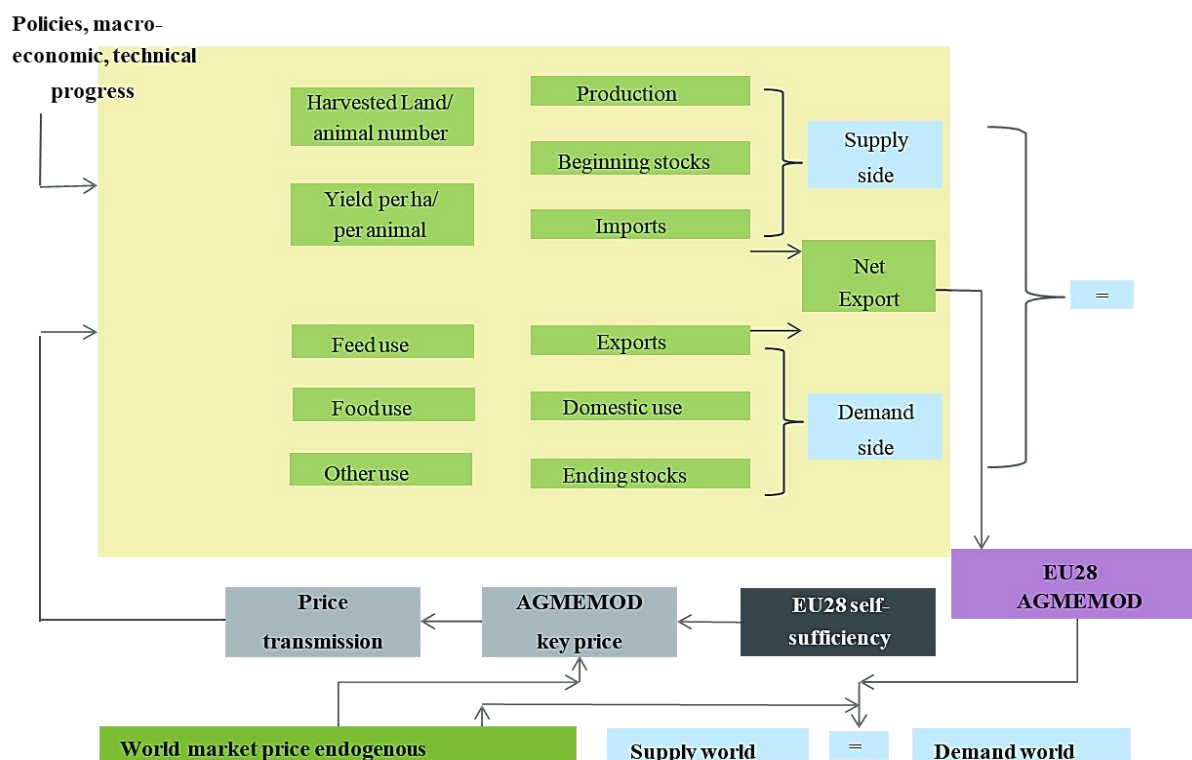 Policies, macro-
economic, technical
progress
Harvested Land/
animal number
Production
Beginning stocks
Supply
side
Yield per ha/
per animal
Imports
Net
Export
=
Feed use
Exports
Food use
Domestic use
Demand
side
Other use
Ending stocks
EU28
AGMEMOD
Price
transmission
AGMEMOD
key price
EU28 self-
sufficiency
World market price endogenous
Supply world
=
Demand world